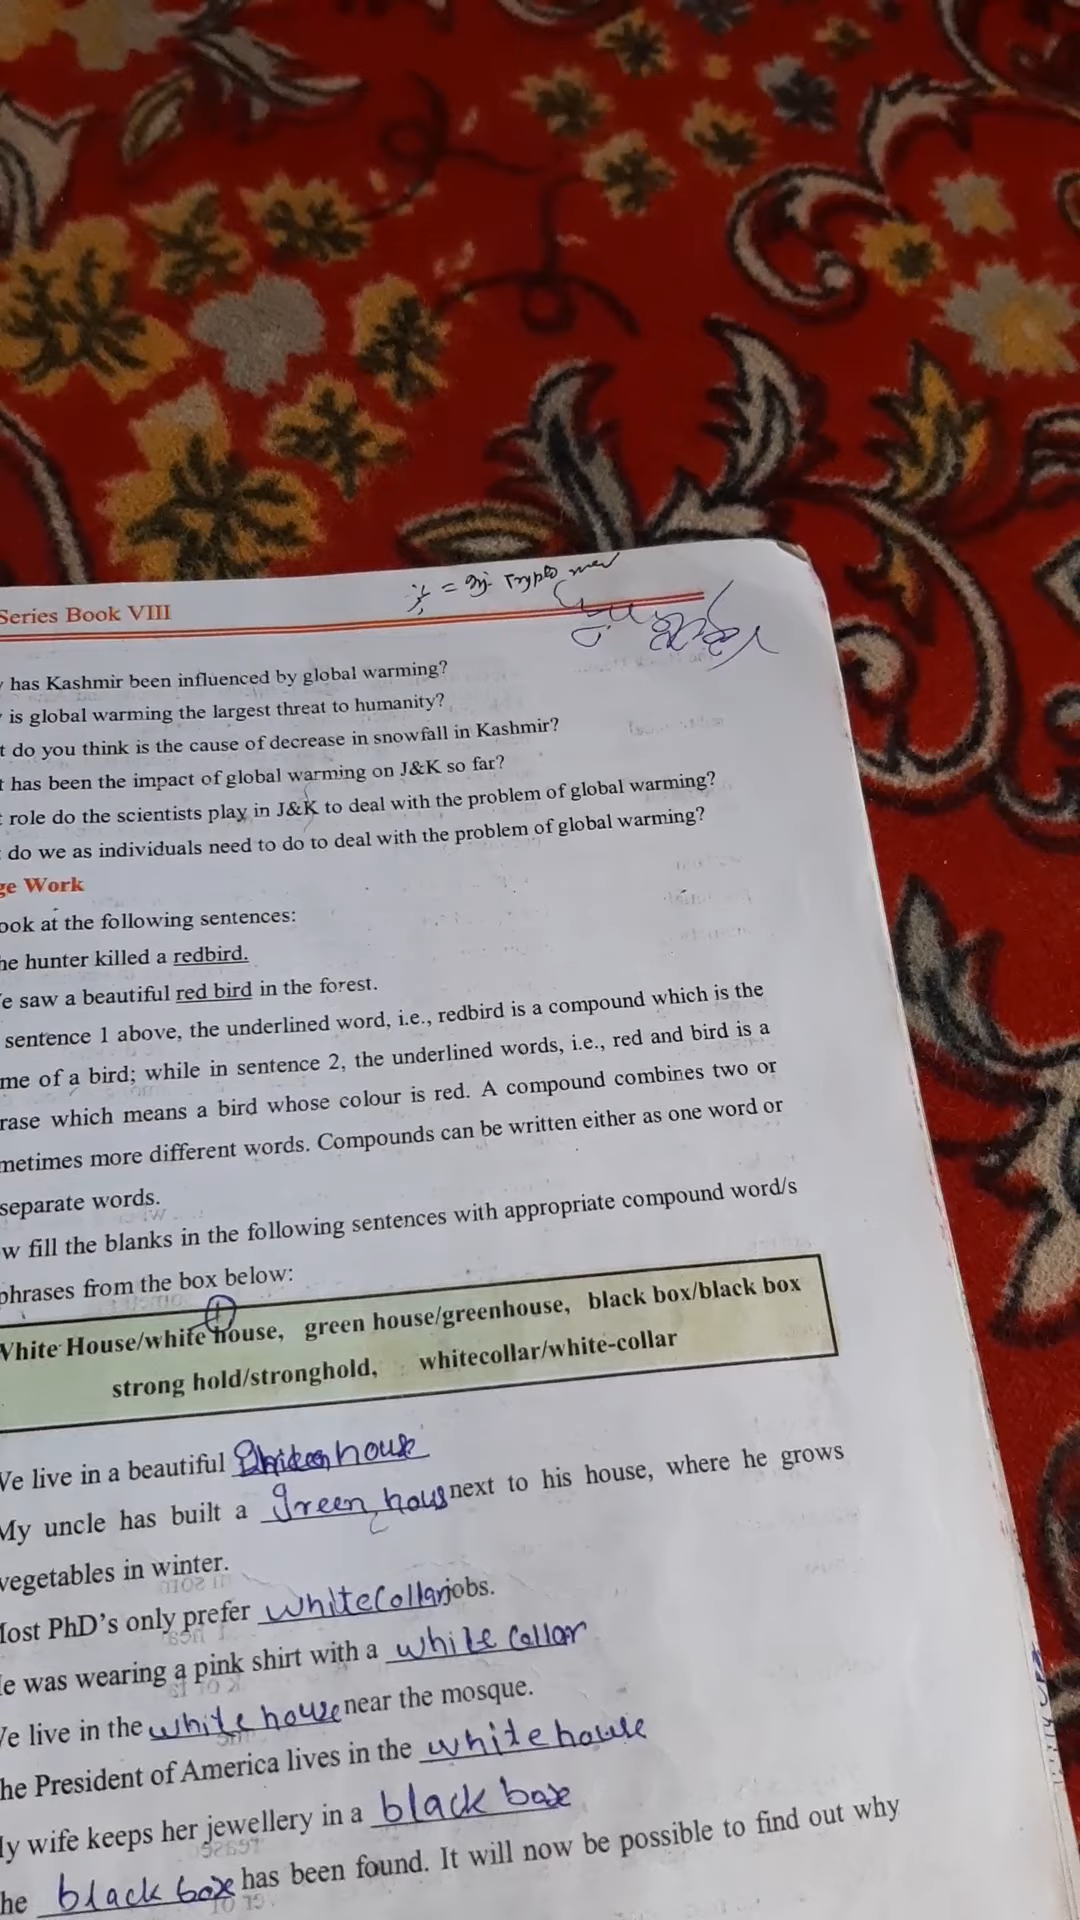 Series Book VIII
has Kashmir been influenced by global warming?
is global warming the largest threat to humanity?
do you think is the cause of decrease in snowfall in Kashmir?
has been the impact of global warming on J&K so far?
role do the scientists play in J&K to deal with the problem of global warming?
do we as individuals need to do to deal with the problem of global warming?
ge Work
ook at the following sentences:
he hunter killed a redbird.
e saw a beautiful red bird in the forest.
sentence 1 above, the underlined word, i.e., redbird is a compound which is the
me of a bird; while in sentence 2, the underlined words, i.e., red and bird is a
rase which means a bird whose colour is red. A compound combines two or
metimes more different words. Compounds can be written either as one word or
separate words.
w fill the blanks in the following sentences with appropriate compound word/s
phrases from the box below:
White House/white house, green house/greenhouse, black box/black box
strong hold/stronghold, whitecollar/white-collar
We live in a beautiful house
My uncle has built a green hous next to his house, where he grows
vegetables in winter.
Most PhD's only prefer whitecollar jobs.
e was wearing a pink shirt with a white collar
We live in the white house near the mosque.
he President of America lives in the white house
My wife keeps her jewellery in a black box
he black box has been found. It will now be possible to find out why